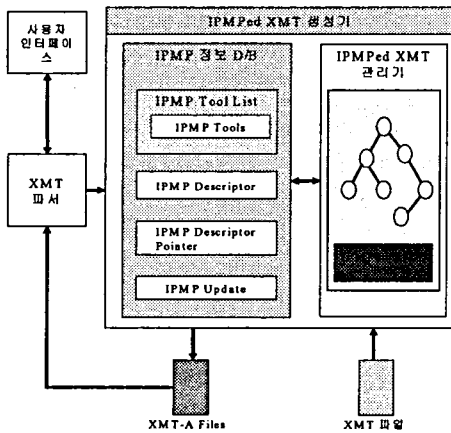 사용자
인터페이
스
XMT
파서
IPMPed XMT 생성기
IPMP 정보 D/B
IPMP Tool List
IPMP Tools
IPMP Descriptor
IPMP Descriptor
Pointer
IPMP Update
IPMPed XMT
관리기
XMT-A Files
XMT 파일